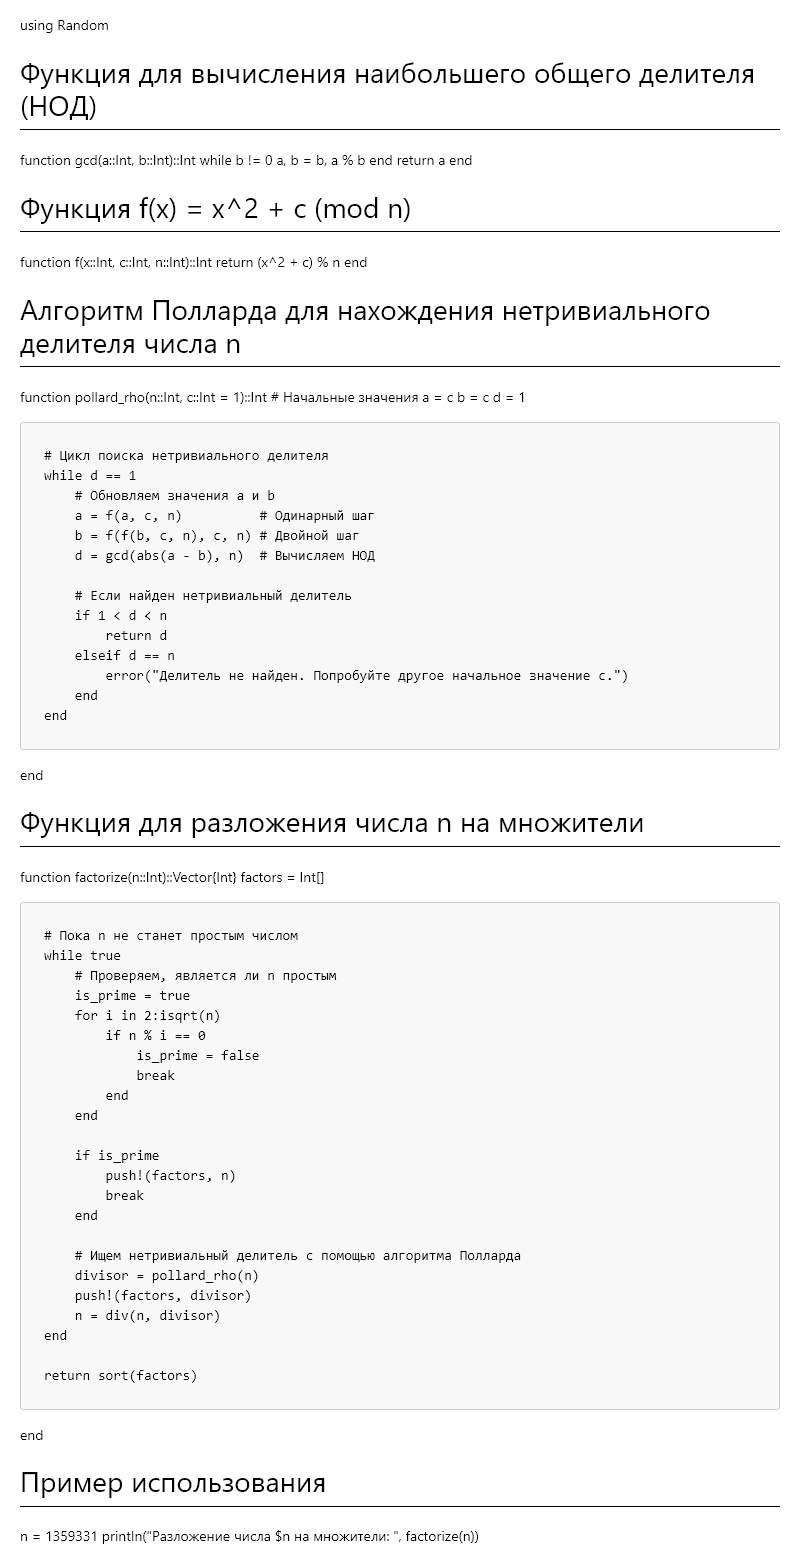 using Random
Функция для вычисления наибольшего общего делителя
(НОД)
function gcd(a::Int, b::Int)::Int while b != 0 a, b = b, a % b end return a end
Функция f(x) = x^2 + c (mod n)
function f(x::Int, c::Int, n::Int)::Int return (x^2 + c) % n end
Алгоритм Полларда для нахождения нетривиального
делителя числа n
function pollard_rho(n::Int, c::Int = 1)::Int # Начальные значения a = c b = c d = 1
# Цикл поиска нетривиального делителя
while d == 1
    # Обновляем значения a и b
    a = f(a, c, n)          # Одинарный шаг
    b = f(f(b, c, n), c, n) # Двойной шаг
    d = gcd(abs(a - b), n)  # Вычисляем НОД

    # Если найден нетривиальный делитель
    if 1 < d < n
        return d
    elseif d == n
        error("Делитель не найден. Попробуйте другое начальное значение c.")
    end
end
end
Функция для разложения числа n на множители
function factorize(n::Int)::Vector{Int} factors = Int[]
# Пока n не станет простым числом
while true
    # Проверяем, является ли n простым
    is_prime = true
    for i in 2:isqrt(n)
        if n % i == 0
            is_prime = false
            break
        end
    end

    if is_prime
        push!(factors, n)
        break
    end

    # Ищем нетривиальный делитель с помощью алгоритма Полларда
    divisor = pollard_rho(n)
    push!(factors, divisor)
    n = div(n, divisor)
end

return sort(factors)
end
Пример использования
n = 1359331 println("Разложение числа $n на множители: ", factorize(n))